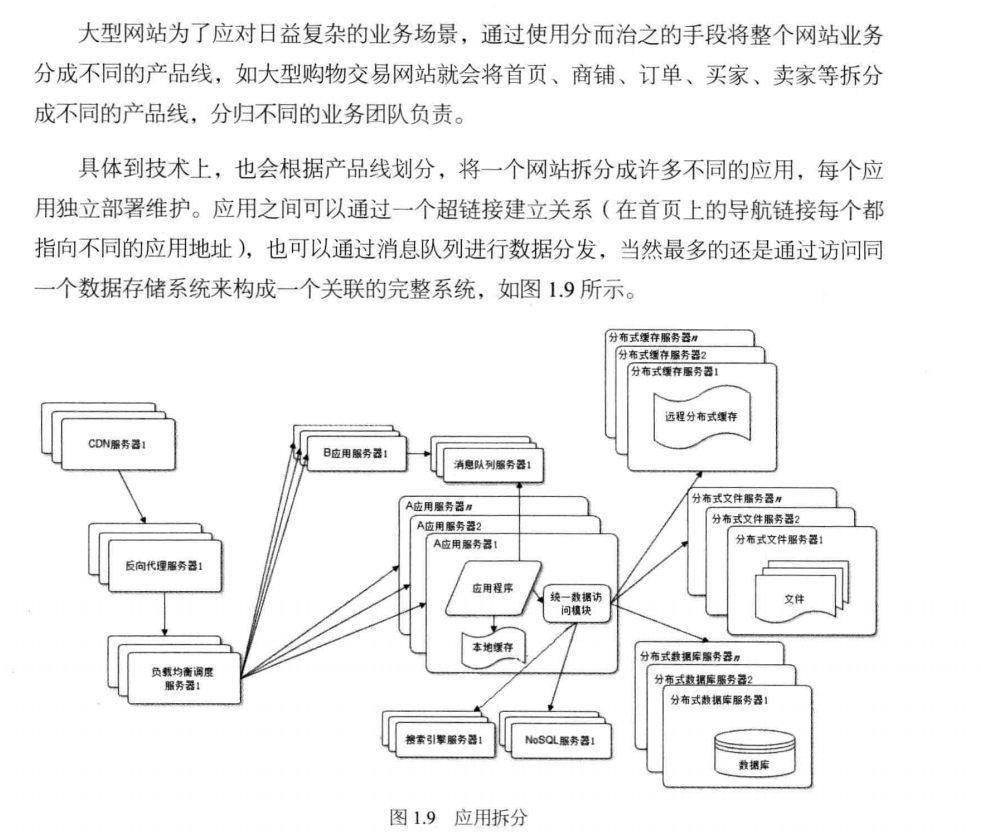 大型网站为了应对日益复杂的业务场景，通过使用分而治之的手段将整个网站业务
分成不同的产品线，如大型购物交易网站就会将首页、商铺、订单、买家、卖家等拆分
成不同的产品线，分归不同的业务团队负责。
具体到技术上，也会根据产品线划分，将一个网站拆分成许多不同的应用，每个应
用独立部署维护。应用之间可以通过一个超链接建立关系（在首页上的导航链接每个都
指向不同的应用地址），也可以通过消息队列进行数据分发，当然最多的还是通过访问同
一个数据存储系统来构成一个关联的完整系统，如图 1.9 所示。
分布式缓存服务器n
分布式缓存服务器2
分布式缓存服务器1
远程分布式缓存
CDN服务器1
B应用服务器1
消息队列服务器1
A应用服务器n
A应用服务器2
A应用服务器1
分布式文件服务器n
分布式文件服务器2
分布式文件服务器1
反向代理服务器1
应用程序
统一数据访
问模块
文件
本地缓存
负载均衡调度
服务器1
分布式数据库服务器n
分布式数据库服务器2
分布式数据库服务器1
搜索引擎服务器1
NoSQL服务器1
数据库
图 1.9 应用拆分